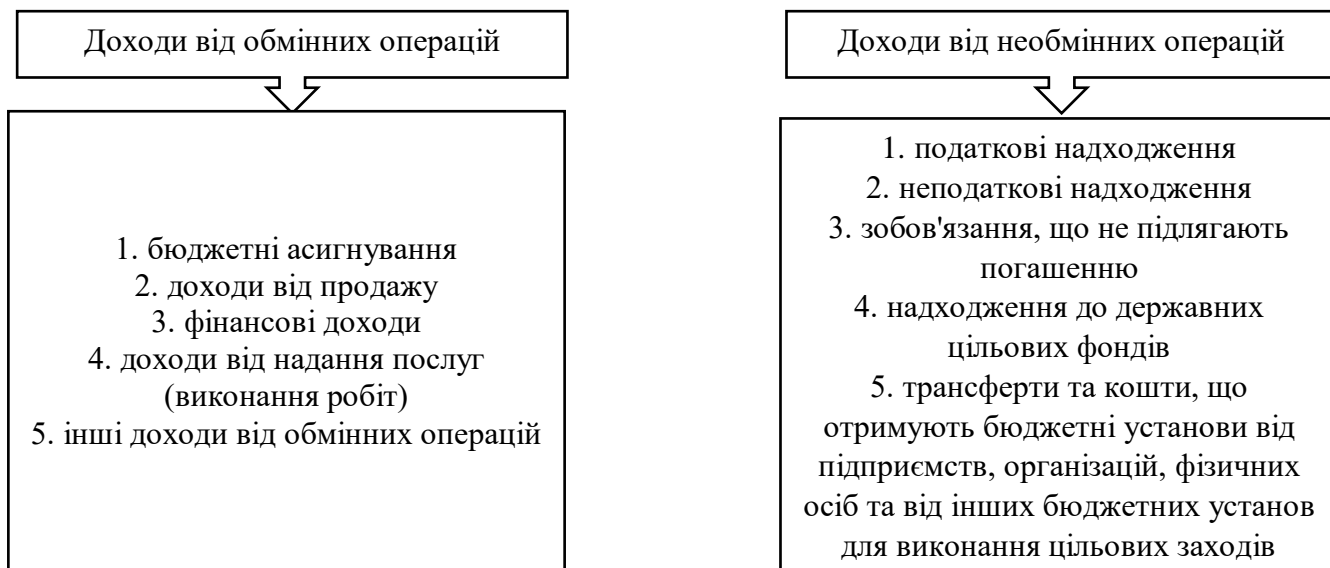 Доходи від обмінних операцій
1. бюджетні асигнування
2. доходи від продажу
3. фінансові доходи
4. доходи від надання послуг
(виконання робіт)
5. інші доходи від обмінних операцій
Доходи від необмінних операцій
1. податкові надходження
2. неподаткові надходження
3. зобов'язання, що не підлягають
погашенню
4. надходження до державних
цільових фондів
5. трансферти та кошти, що
отримують бюджетні установи від
підприємств, організацій, фізичних
осіб та від інших бюджетних установ
для виконання цільових заходів